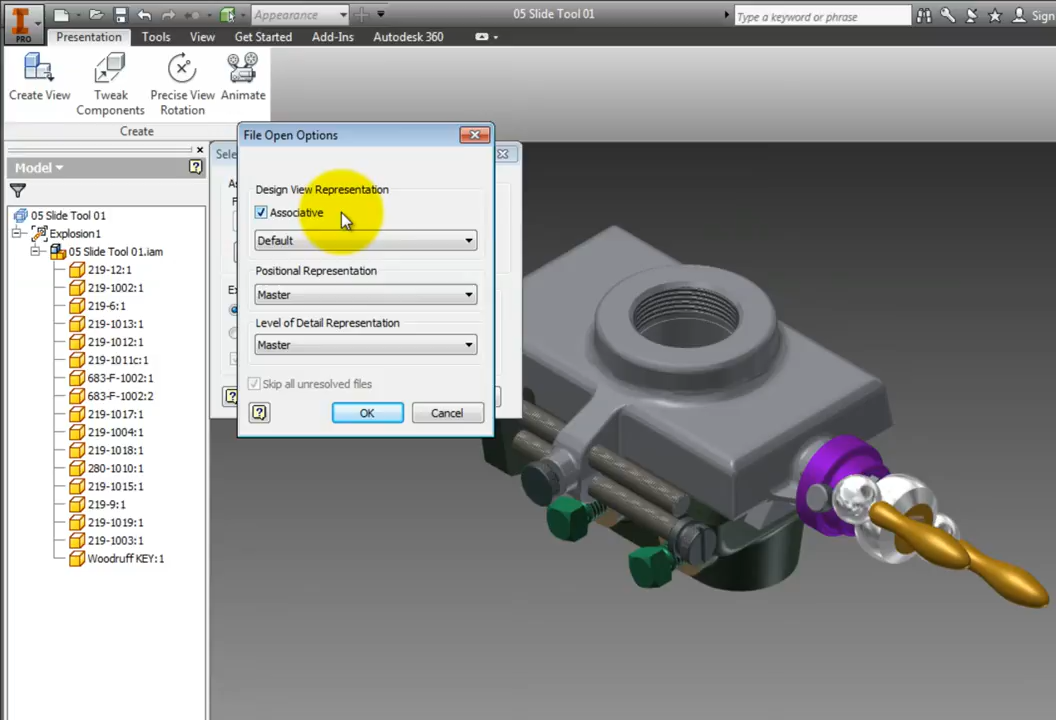 Appearance
05 Slide Tool 01
Type a keyword or phrase
Sign
PRO
Presentation
Tools
View
Get Started
Add-Ins
Autodesk 360
Create View
Tweak
Components
Precise View
Rotation
Animate
Create
Model
05 Slide Tool 01
Explosion1
05 Slide Tool 01.iam
219-12:1
219-1002:1
219-6:1
219-1013:1
219-1012:1
219-1011c:1
683-F-1002:1
683-F-1002:2
219-1017:1
219-1004:1
219-1018:1
280-1010:1
219-1015:1
219-9:1
219-1019:1
219-1003:1
Woodruff KEY:1
Sele
As
F
Ex
File Open Options
Design View Representation
Associative
Default
Positional Representation
Master
Level of Detail Representation
Master
Skip all unresolved files
OK
Cancel